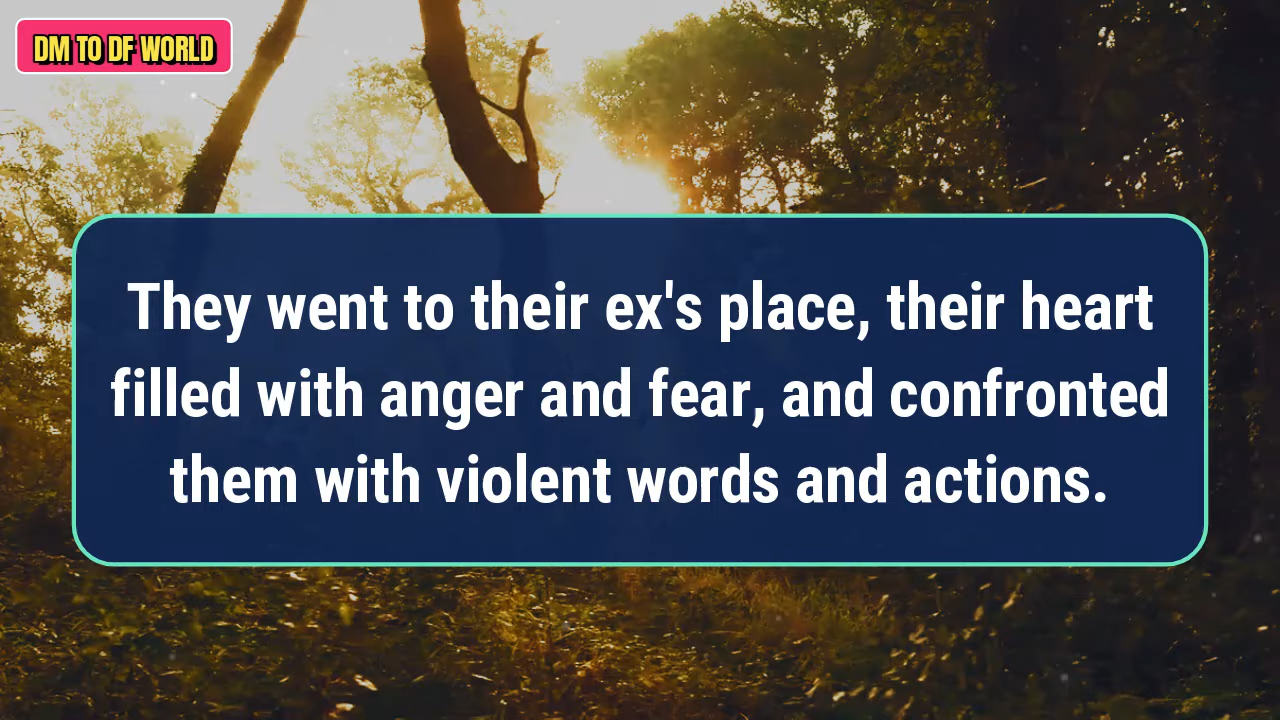 DM TO DF WORLD
They went to their ex's place, their heart
filled with anger and fear, and confronted
them with violent words and actions.